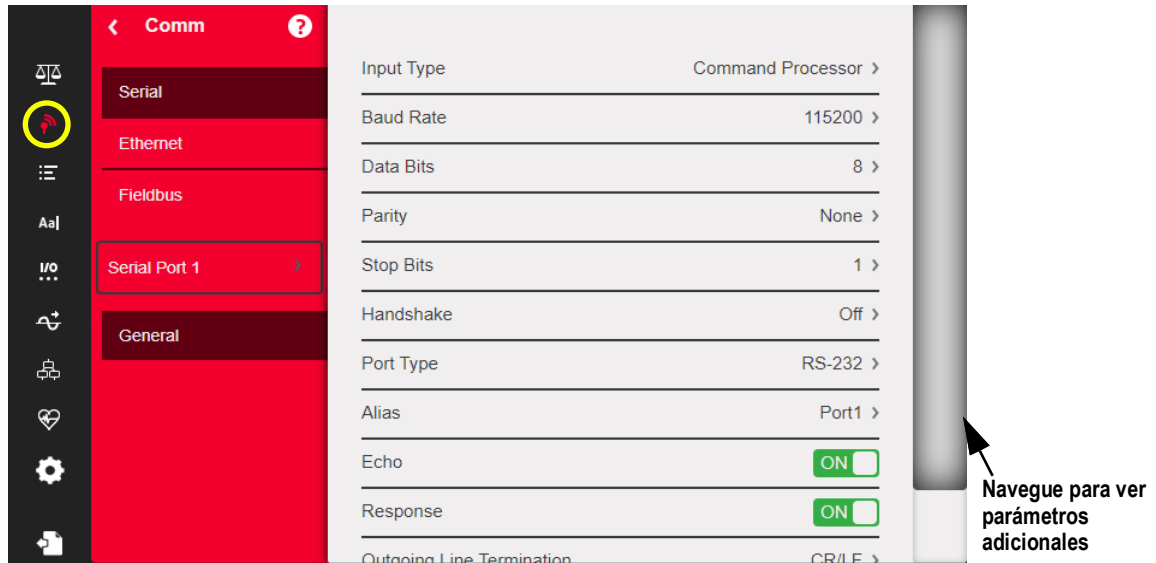 Comm
?
Serial
Ethernet
Fieldbus
Serial Port 1
General
Aa
I/O
Input Type Command Processor
Baud Rate 115200
Data Bits 8
Parity None
Stop Bits 1
Handshake Off
Port Type RS-232
Alias Port1
Echo ON
Response ON
Outgoing Line Termination CR/LF
Navegue para ver
parámetros
adicionales